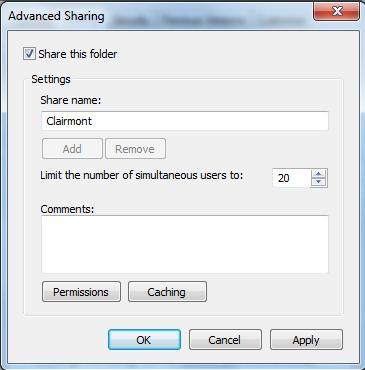 Advanced Sharing
Share this folder
Settings
Share name:
Clairmont
Add Remove
Limit the number of simultaneous users to: 20
Comments:
Permissions Caching
OK Cancel Apply